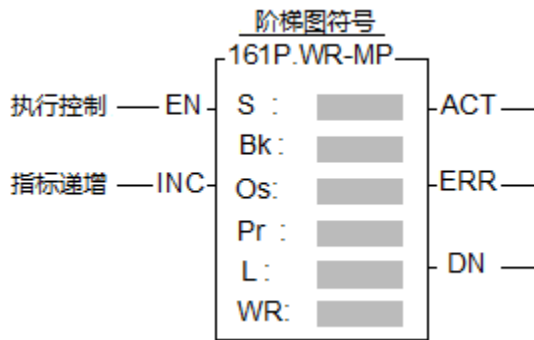 阶梯图符号
161P.WR-MP
执行控制 EN S : ACT
Bk :
指标递增 INC Os: ERR
Pr :
L : DN
WR: